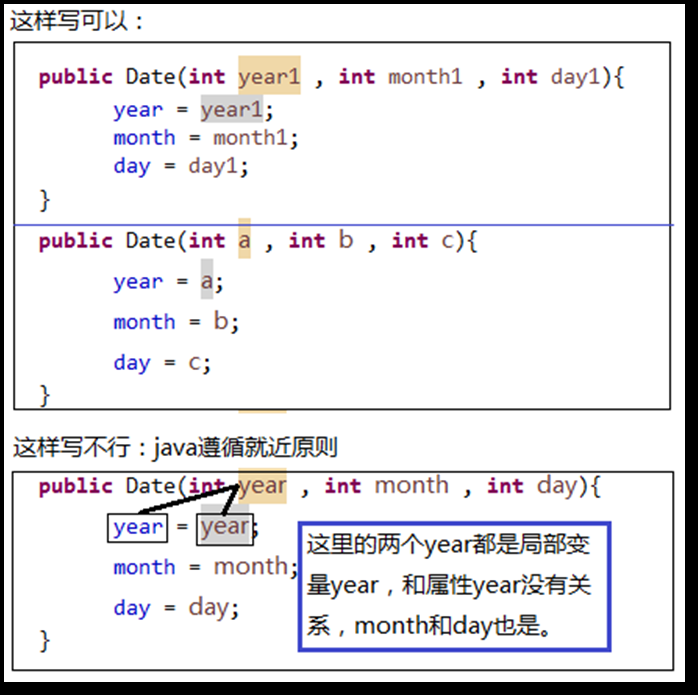 这样写可以：
public Date(int year1 , int month1 , int day1){
year = year1;
month = month1;
day = day1;
}
public Date(int a , int b , int c){
year = a;
month = b;
day = c;
}
这样写不行：java遵循就近原则
public Date(int year , int month , int day){
year = year;
month = month;
day = day;
}
这里的两个year都是局部变
量year，和属性year没有关
系，month和day也是。